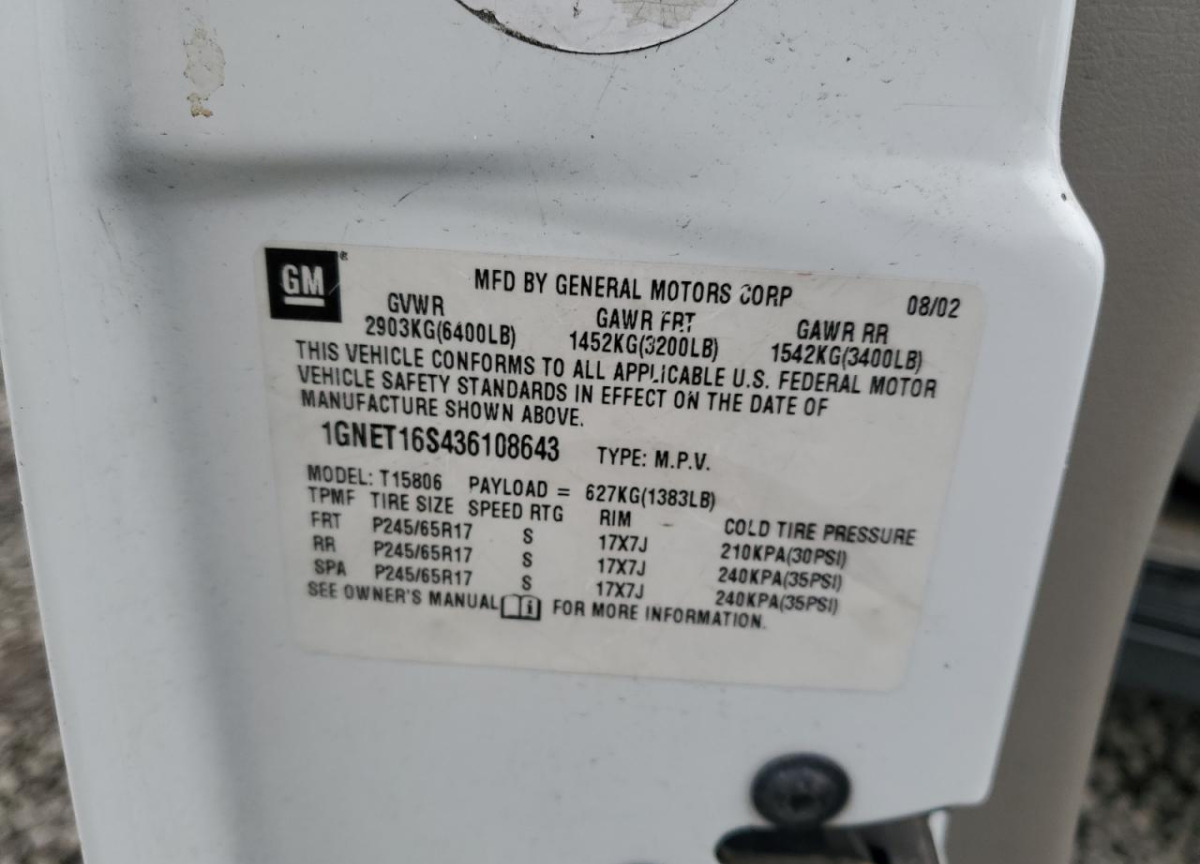 GM®
MFD BY GENERAL MOTORS CORP 08/02
GVWR GAWR FRT GAWR RR
2903KG(6400LB) 1452KG(3200LB) 1542KG(3400LB)
THIS VEHICLE CONFORMS TO ALL APPLICABLE U.S. FEDERAL MOTOR
VEHICLE SAFETY STANDARDS IN EFFECT ON THE DATE OF
MANUFACTURE SHOWN ABOVE.
1GNET16S436108643 TYPE: M.P.V.
MODEL: T15806 PAYLOAD = 627KG(1383LB)
TPMF TIRE SIZE SPEED RTG RIM COLD TIRE PRESSURE
FRT P245/65R17 S 17X7J 210KPA(30PSI)
RR P245/65R17 S 17X7J 240KPA(35PSI)
SPA P245/65R17 S 17X7J 240KPA(35PSI)
SEE OWNER'S MANUAL i FOR MORE INFORMATION.